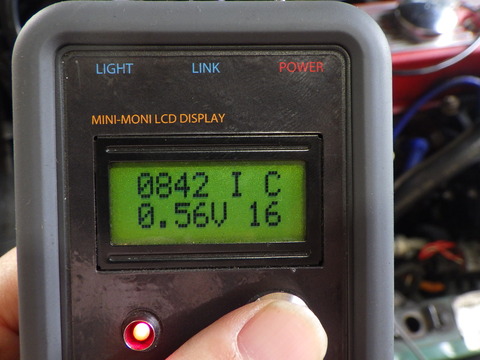 LIGHT LINK POWER
MINI-MONI LCD DISPLAY
0842 I C
0.56V 16